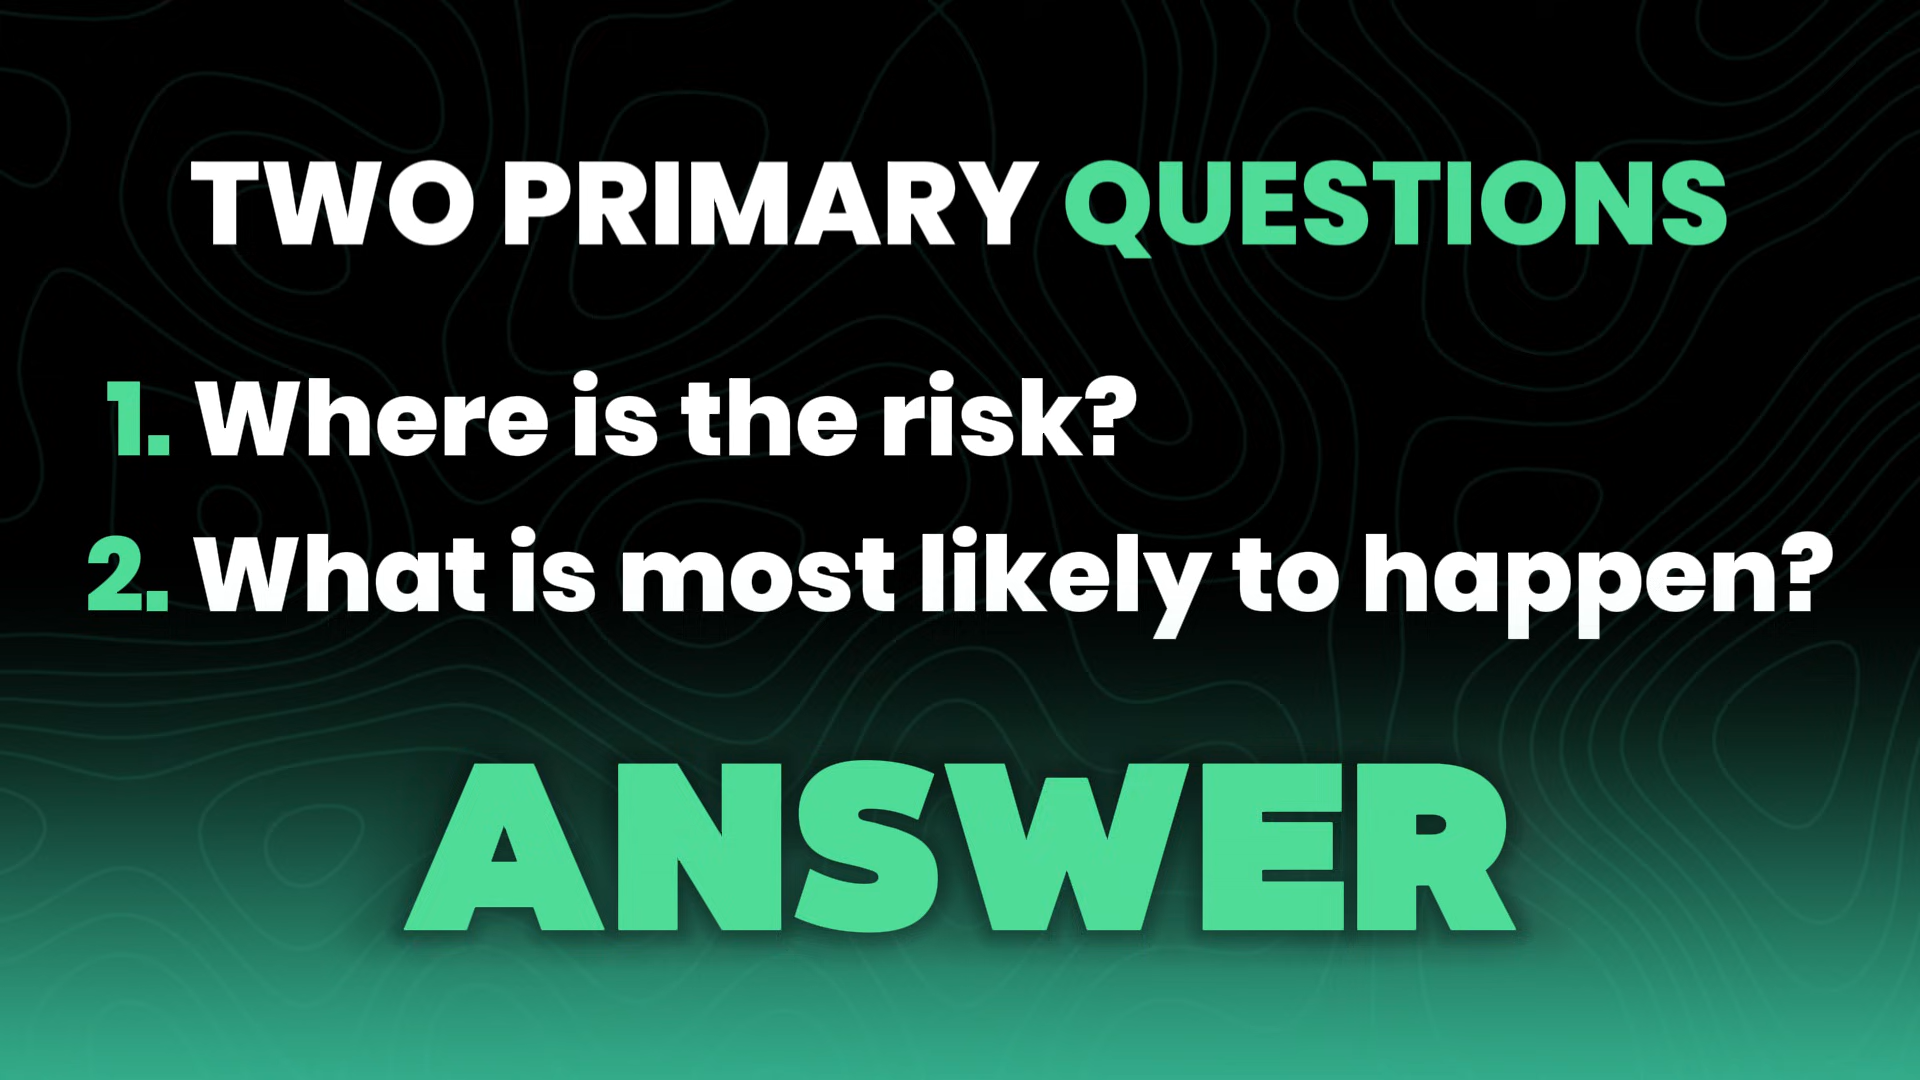 TWO PRIMARY QUESTIONS
1. Where is the risk?
2. What is most likely to happen?
ANSWER